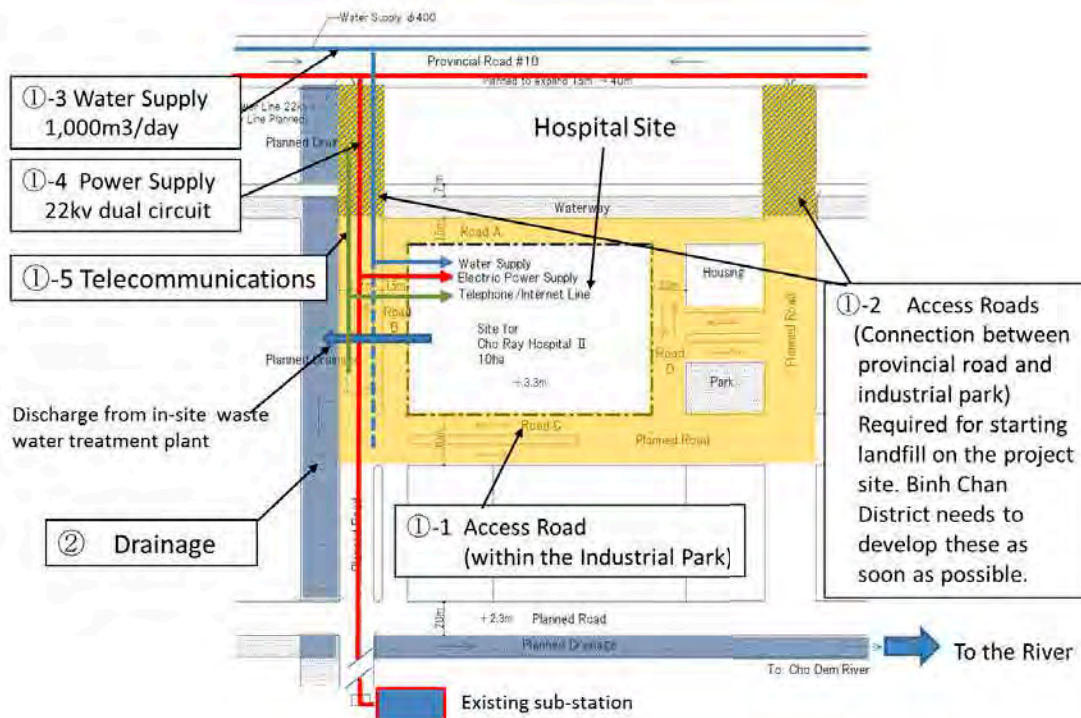 Water Supply φ400
Provincial Road #10
Planned to expand 15m → 40m
①-3 Water Supply
1,000m3/day
Line 22k
Line Planned
Planned Drain
Hospital Site
①-4 Power Supply
22kv dual circuit
Waterway
Road A
15m
①-5 Telecommunications
Water Supply
Electric Power Supply
Telephone/Internet Line
Housing
15m
Road
B
Site for
Cho Ray Hospital Ⅱ
10ha
+3.3m
Road
D
Park
Planned Road
Planned
Discharge from in-site waste
water treatment plant
Road C
Planned Road
①-2 Access Roads
(Connection between
provincial road and
industrial park)
Required for starting
landfill on the project
site. Binh Chan
District needs to
develop these as
soon as possible.
② Drainage
①-1 Access Road
(within the Industrial Park)
Planned Road
20m
+2.3m
Planned Road
Planned Drainage
To the River
To: Cho Dem River
Existing sub-station